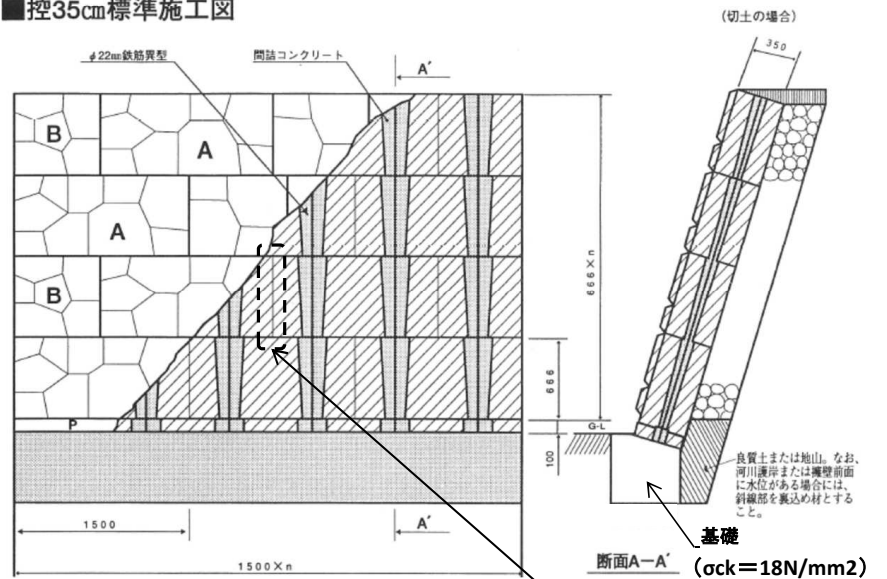 ■控35cm標準施工図
(切土の場合)
φ22mm鉄筋異型
間詰コンクリート
A′
350
B
A
A
B
666×n
666
P
G-L
100
良質土または地山。なお、
河川護岸または擁壁前面
に水位がある場合には、
斜線部を裏込め材とする
こと。
1500
A′
基礎
1500×n
断面A-A′
(σck=18N/mm2)